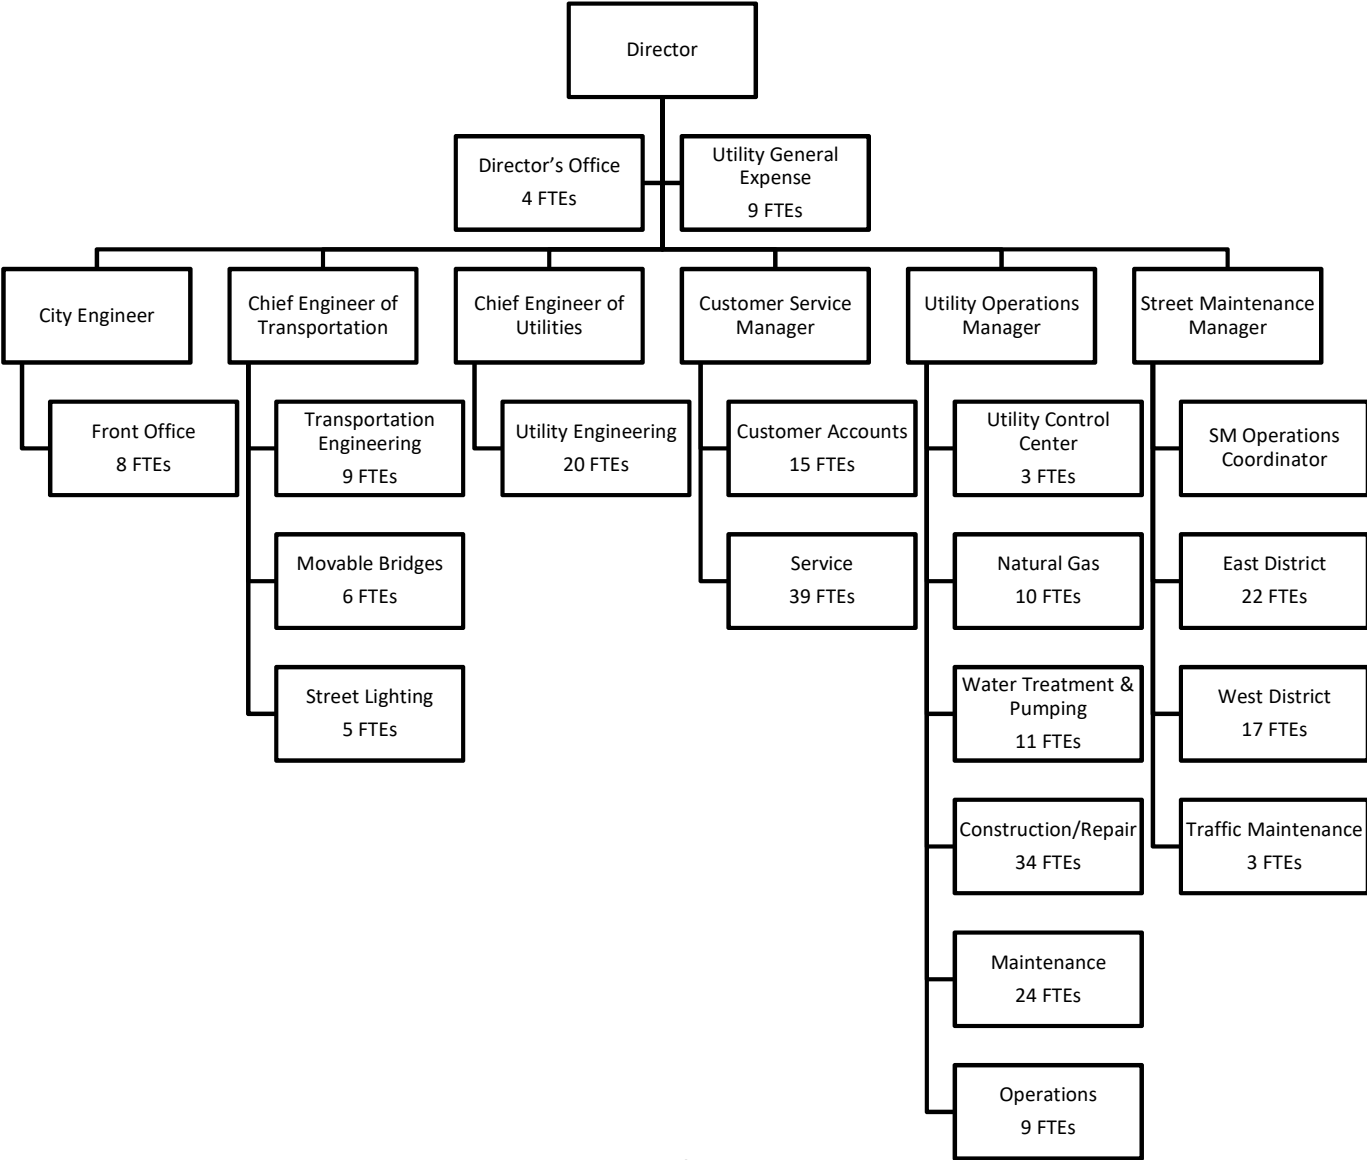 Director
Director’s Office
4 FTEs
Utility General
Expense
9 FTEs
City Engineer
Chief Engineer of
Transportation
Chief Engineer of
Utilities
Customer Service
Manager
Utility Operations
Manager
Street Maintenance
Manager
Front Office
8 FTEs
Transportation
Engineering
9 FTEs
Utility Engineering
20 FTEs
Customer Accounts
15 FTEs
Utility Control
Center
3 FTEs
SM Operations
Coordinator
Movable Bridges
6 FTEs
Service
39 FTEs
Natural Gas
10 FTEs
East District
22 FTEs
Street Lighting
5 FTEs
Water Treatment &
Pumping
11 FTEs
West District
17 FTEs
Construction/Repair
34 FTEs
Traffic Maintenance
3 FTEs
Maintenance
24 FTEs
Operations
9 FTEs